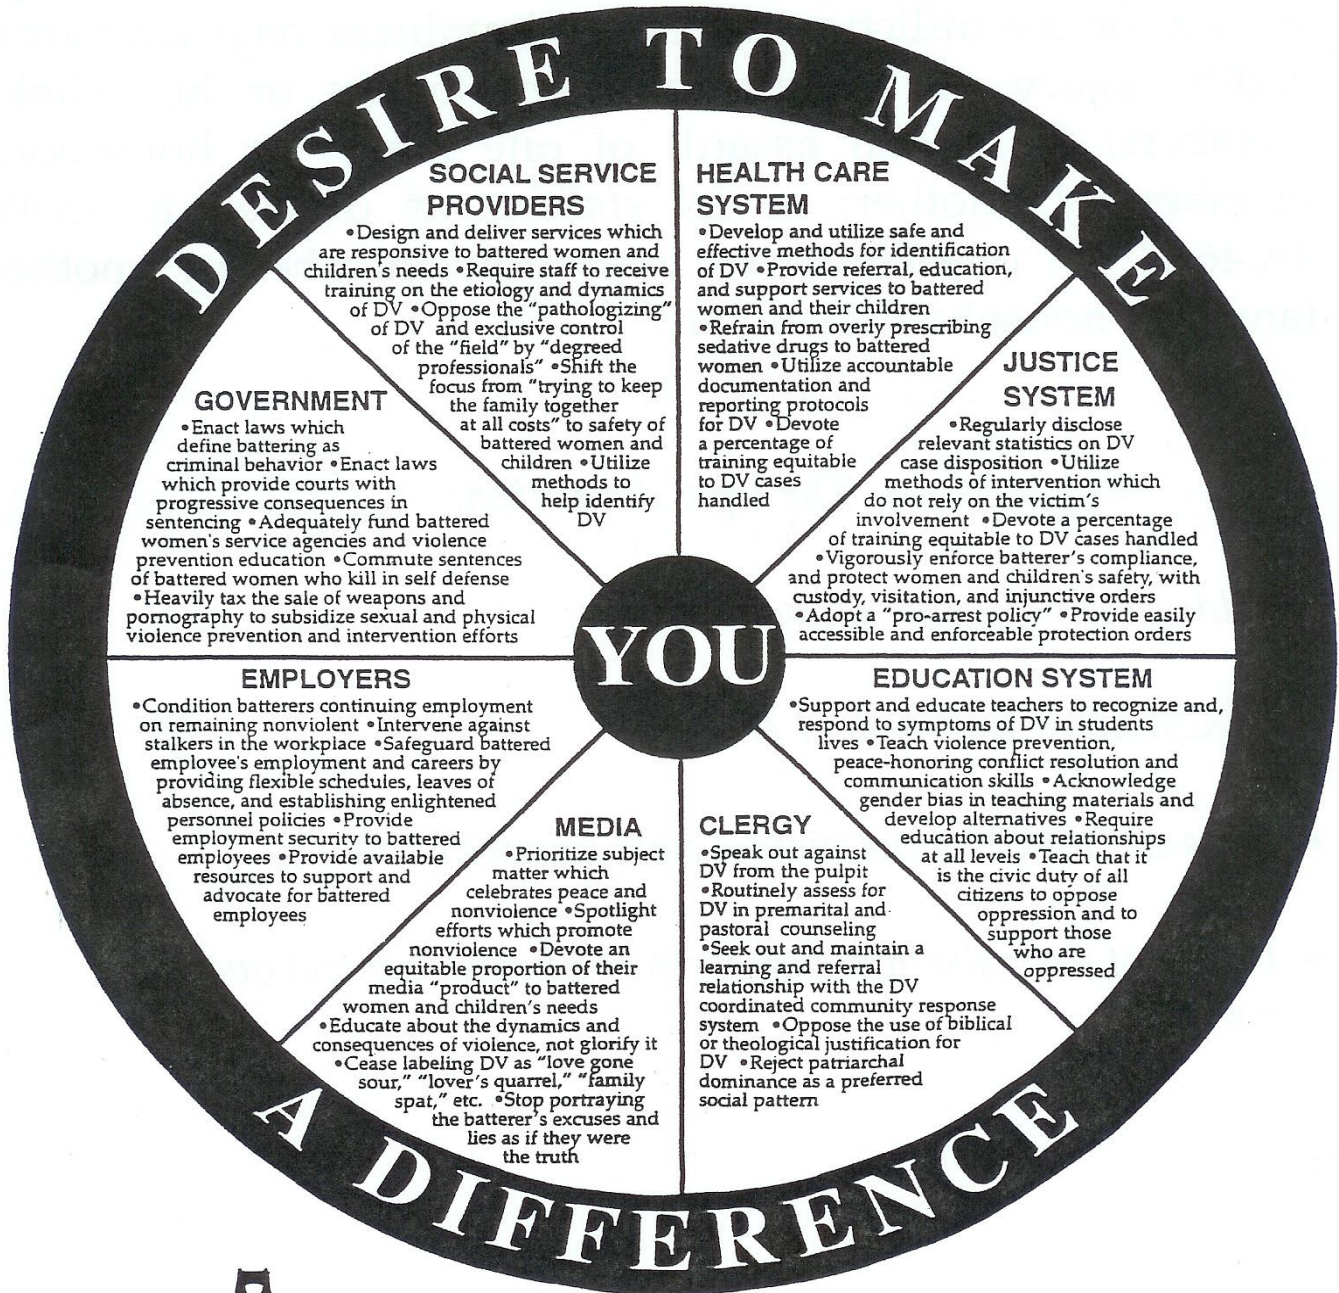 DESIRE TO MAKE
SOCIAL SERVICE
PROVIDERS
•Design and deliver services which
are responsive to battered women and
children's needs •Require staff to receive
training on the etiology and dynamics
of DV •Oppose the "pathologizing"
of DV and exclusive control
of the "field" by "degreed
professionals" •Shift the
focus from "trying to keep
the family together
at all costs" to safety of
battered women and
children •Utilize
methods to
help identify
DV
HEALTH CARE
SYSTEM
•Develop and utilize safe and
effective methods for identification
of DV •Provide referral, education,
and support services to battered
women and their children
•Refrain from overly prescribing
sedative drugs to battered
women •Utilize accountable
documentation and
reporting protocols
for DV •Devote
a percentage of
training equitable
to DV cases
handled
JUSTICE
SYSTEM
•Regularly disclose
relevant statistics on DV
case disposition •Utilize
methods of intervention which
do not rely on the victim's
involvement •Devote a percentage
of training equitable to DV cases handled
•Vigorously enforce batterer's compliance,
and protect women and children's safety, with
custody, visitation, and injunctive orders
•Adopt a "pro-arrest policy" •Provide easily
accessible and enforceable protection orders
EDUCATION SYSTEM
•Support and educate teachers to recognize and,
respond to symptoms of DV in students
lives •Teach violence prevention,
peace-honoring conflict resolution and
communication skills •Acknowledge
gender bias in teaching materials and
develop alternatives •Require
education about relationships
at all levels •Teach that it
is the civic duty of all
citizens to oppose
oppression and to
support those
who are
oppressed
CLERGY
•Speak out against
DV from the pulpit
•Routinely assess for
DV in premarital and
pastoral counseling
•Seek out and maintain a
learning and referral
relationship with the DV
coordinated community response
system •Oppose the use of biblical
or theological justification for
DV •Reject patriarchal
dominance as a preferred
social pattern
MEDIA
•Prioritize subject
matter which
celebrates peace and
nonviolence •Spotlight
efforts which promote
nonviolence •Devote an
equitable proportion of their
media "product" to battered
women and children's needs
•Educate about the dynamics and
consequences of violence, not glorify it
•Cease labeling DV as "love gone
sour," "lover's quarrel," "family
spat," etc. •Stop portraying
the batterer's excuses and
lies as if they were
the truth
EMPLOYERS
•Condition batterers continuing employment
on remaining nonviolent •Intervene against
stalkers in the workplace •Safeguard battered
employee's employment and careers by
providing flexible schedules, leaves of
absence, and establishing enlightened
personnel policies •Provide
employment security to battered
employees •Provide available
resources to support and
advocate for battered
employees
GOVERNMENT
•Enact laws which
define battering as
criminal behavior •Enact laws
which provide courts with
progressive consequences in
sentencing •Adequately fund battered
women's service agencies and violence
prevention education •Commute sentences
of battered women who kill in self defense
•Heavily tax the sale of weapons and
pornography to subsidize sexual and physical
violence prevention and intervention efforts
YOU
A DIFFERENCE